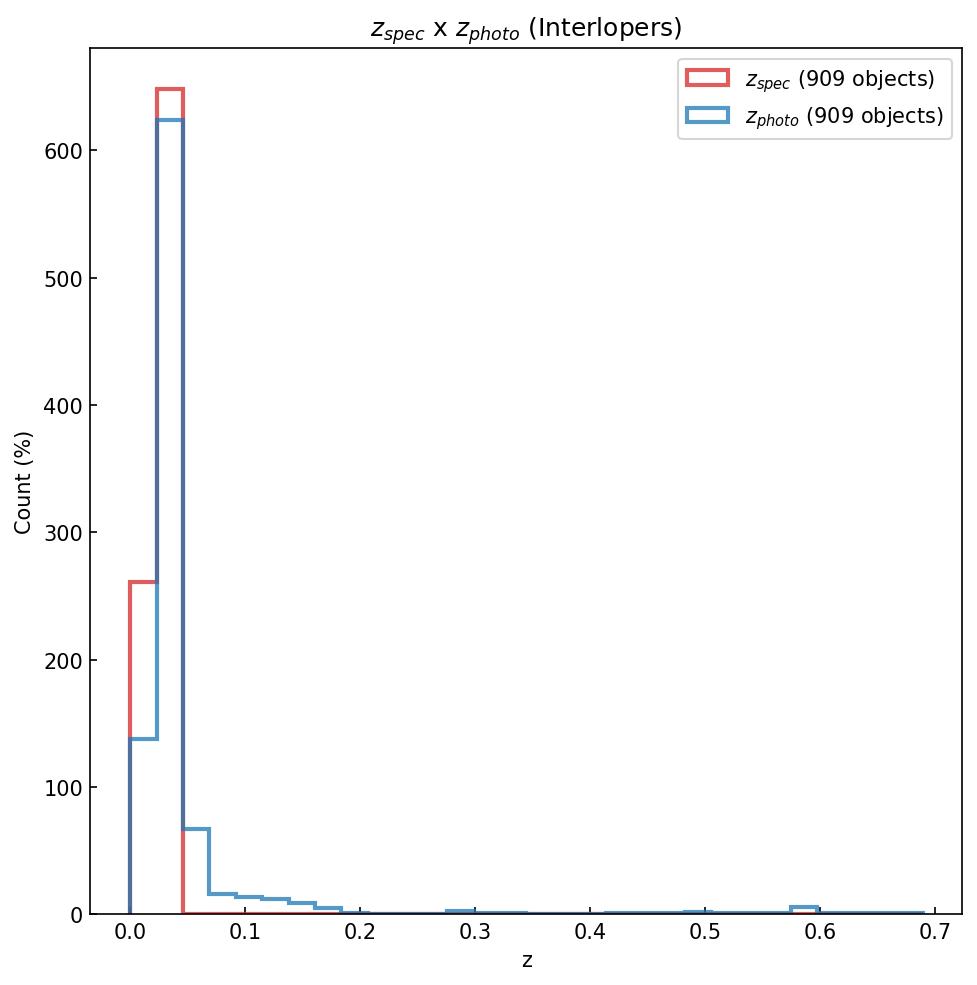 z_spec x z_photo (Interlopers)
z_spec (909 objects)
z_photo (909 objects)
Count (%)
600
500
400
300
200
100
0
0.0 0.1 0.2 0.3 0.4 0.5 0.6 0.7
z